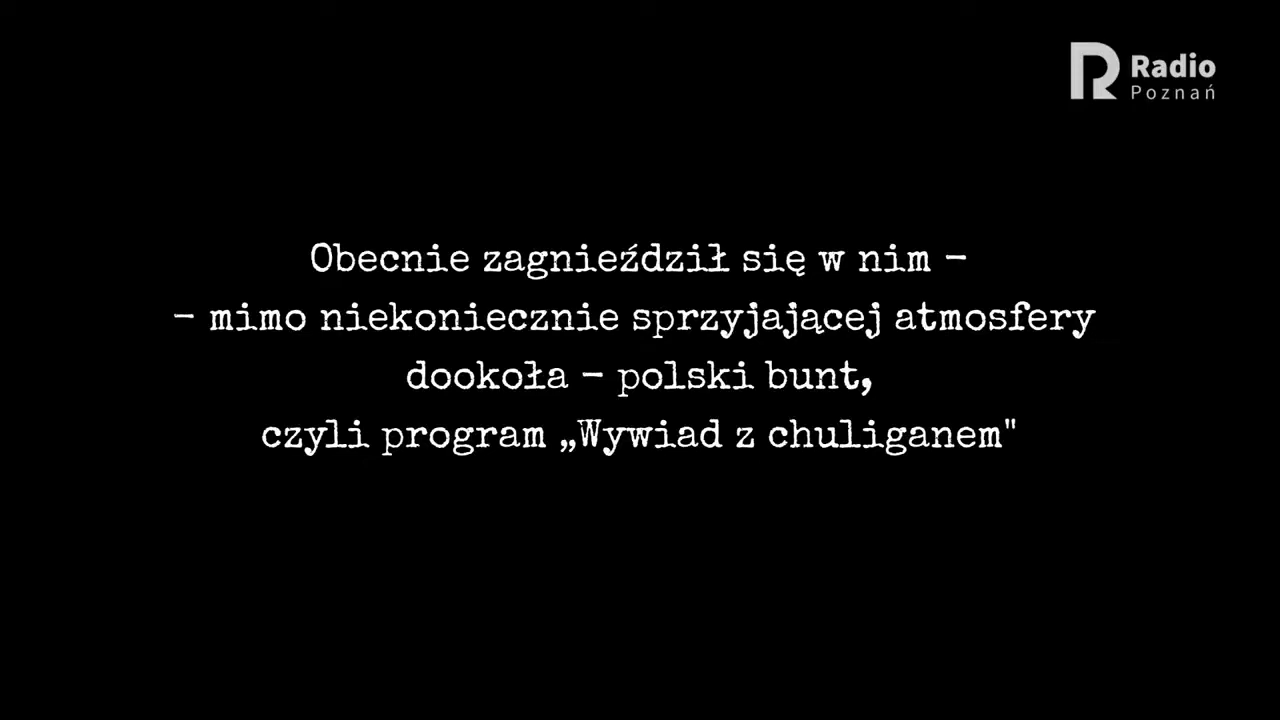 Radio
Poznań
Obecnie zagnieździł się w nim –
– mimo niekoniecznie sprzyjającej atmosfery
dookoła – polski bunt,
czyli program „Wywiad z chuliganem"